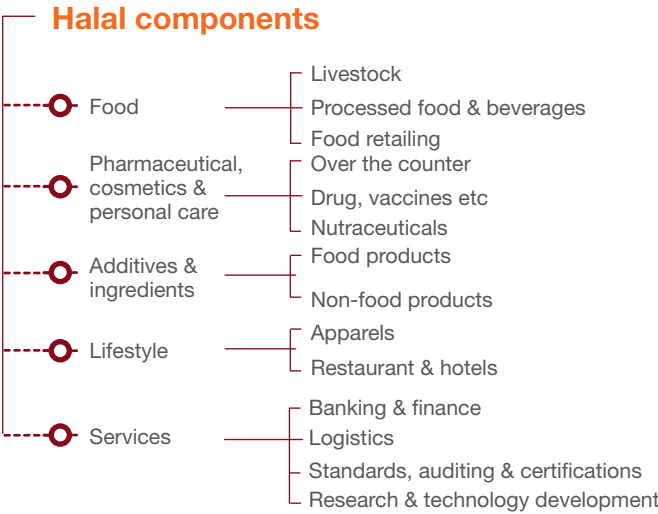 Halal components
Food
Livestock
Processed food & beverages
Food retailing
Pharmaceutical,
cosmetics &
personal care
Over the counter
Drug, vaccines etc
Nutraceuticals
Additives &
ingredients
Food products
Non-food products
Lifestyle
Apparels
Restaurant & hotels
Services
Banking & finance
Logistics
Standards, auditing & certifications
Research & technology development